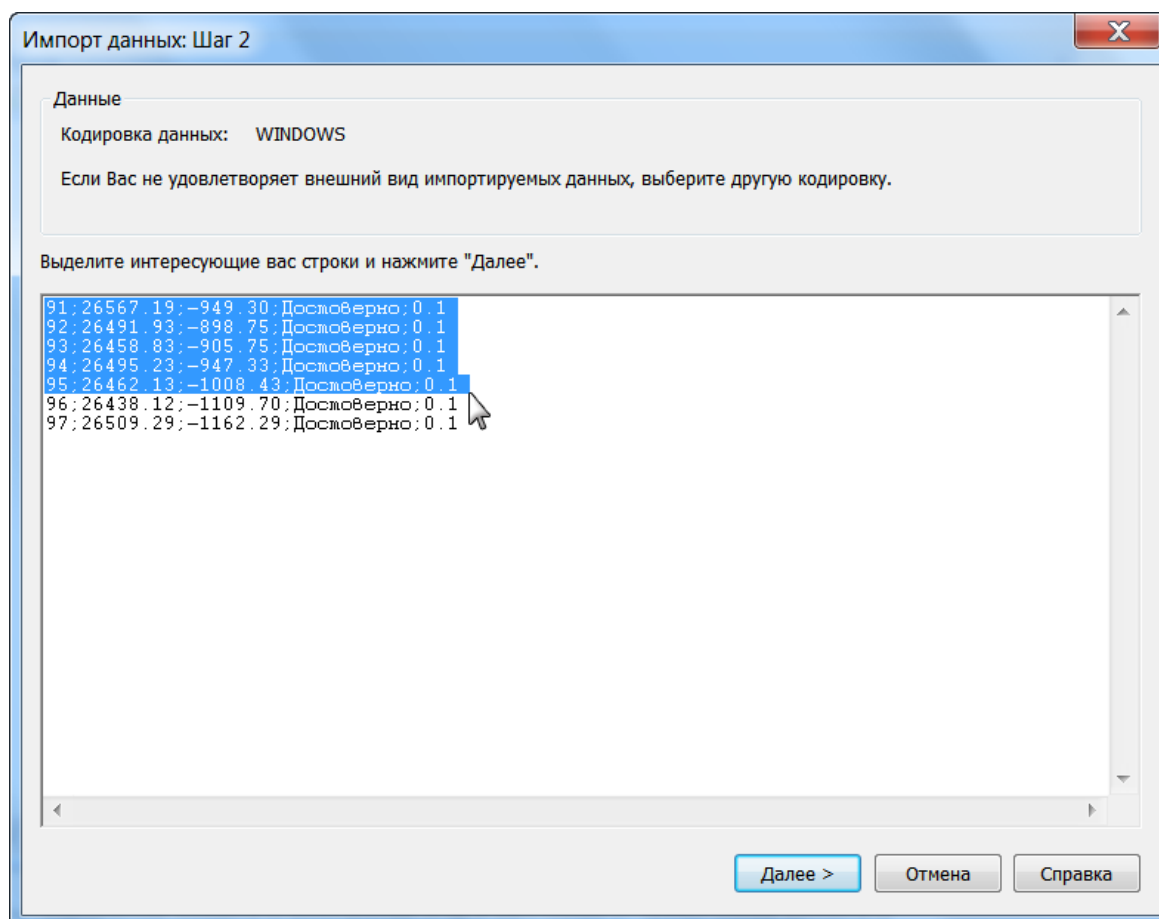 Импорт данных: Шаг 2
Данные
Кодировка данных: WINDOWS
Если Вас не удовлетворяет внешний вид импортируемых данных, выберите другую кодировку.
Выделите интересующие вас строки и нажмите "Далее".
91;26567.19;-949.30;Достоверно;0.1
92;26491.93;-898.75;Достоверно;0.1
93;26458.83;-905.75;Достоверно;0.1
94;26495.23;-947.33;Достоверно;0.1
95;26462.13;-1008.43;Достоверно;0.1
96;26438.12;-1109.70;Достоверно;0.1
97;26509.29;-1162.29;Достоверно;0.1
Далее > Отмена Справка